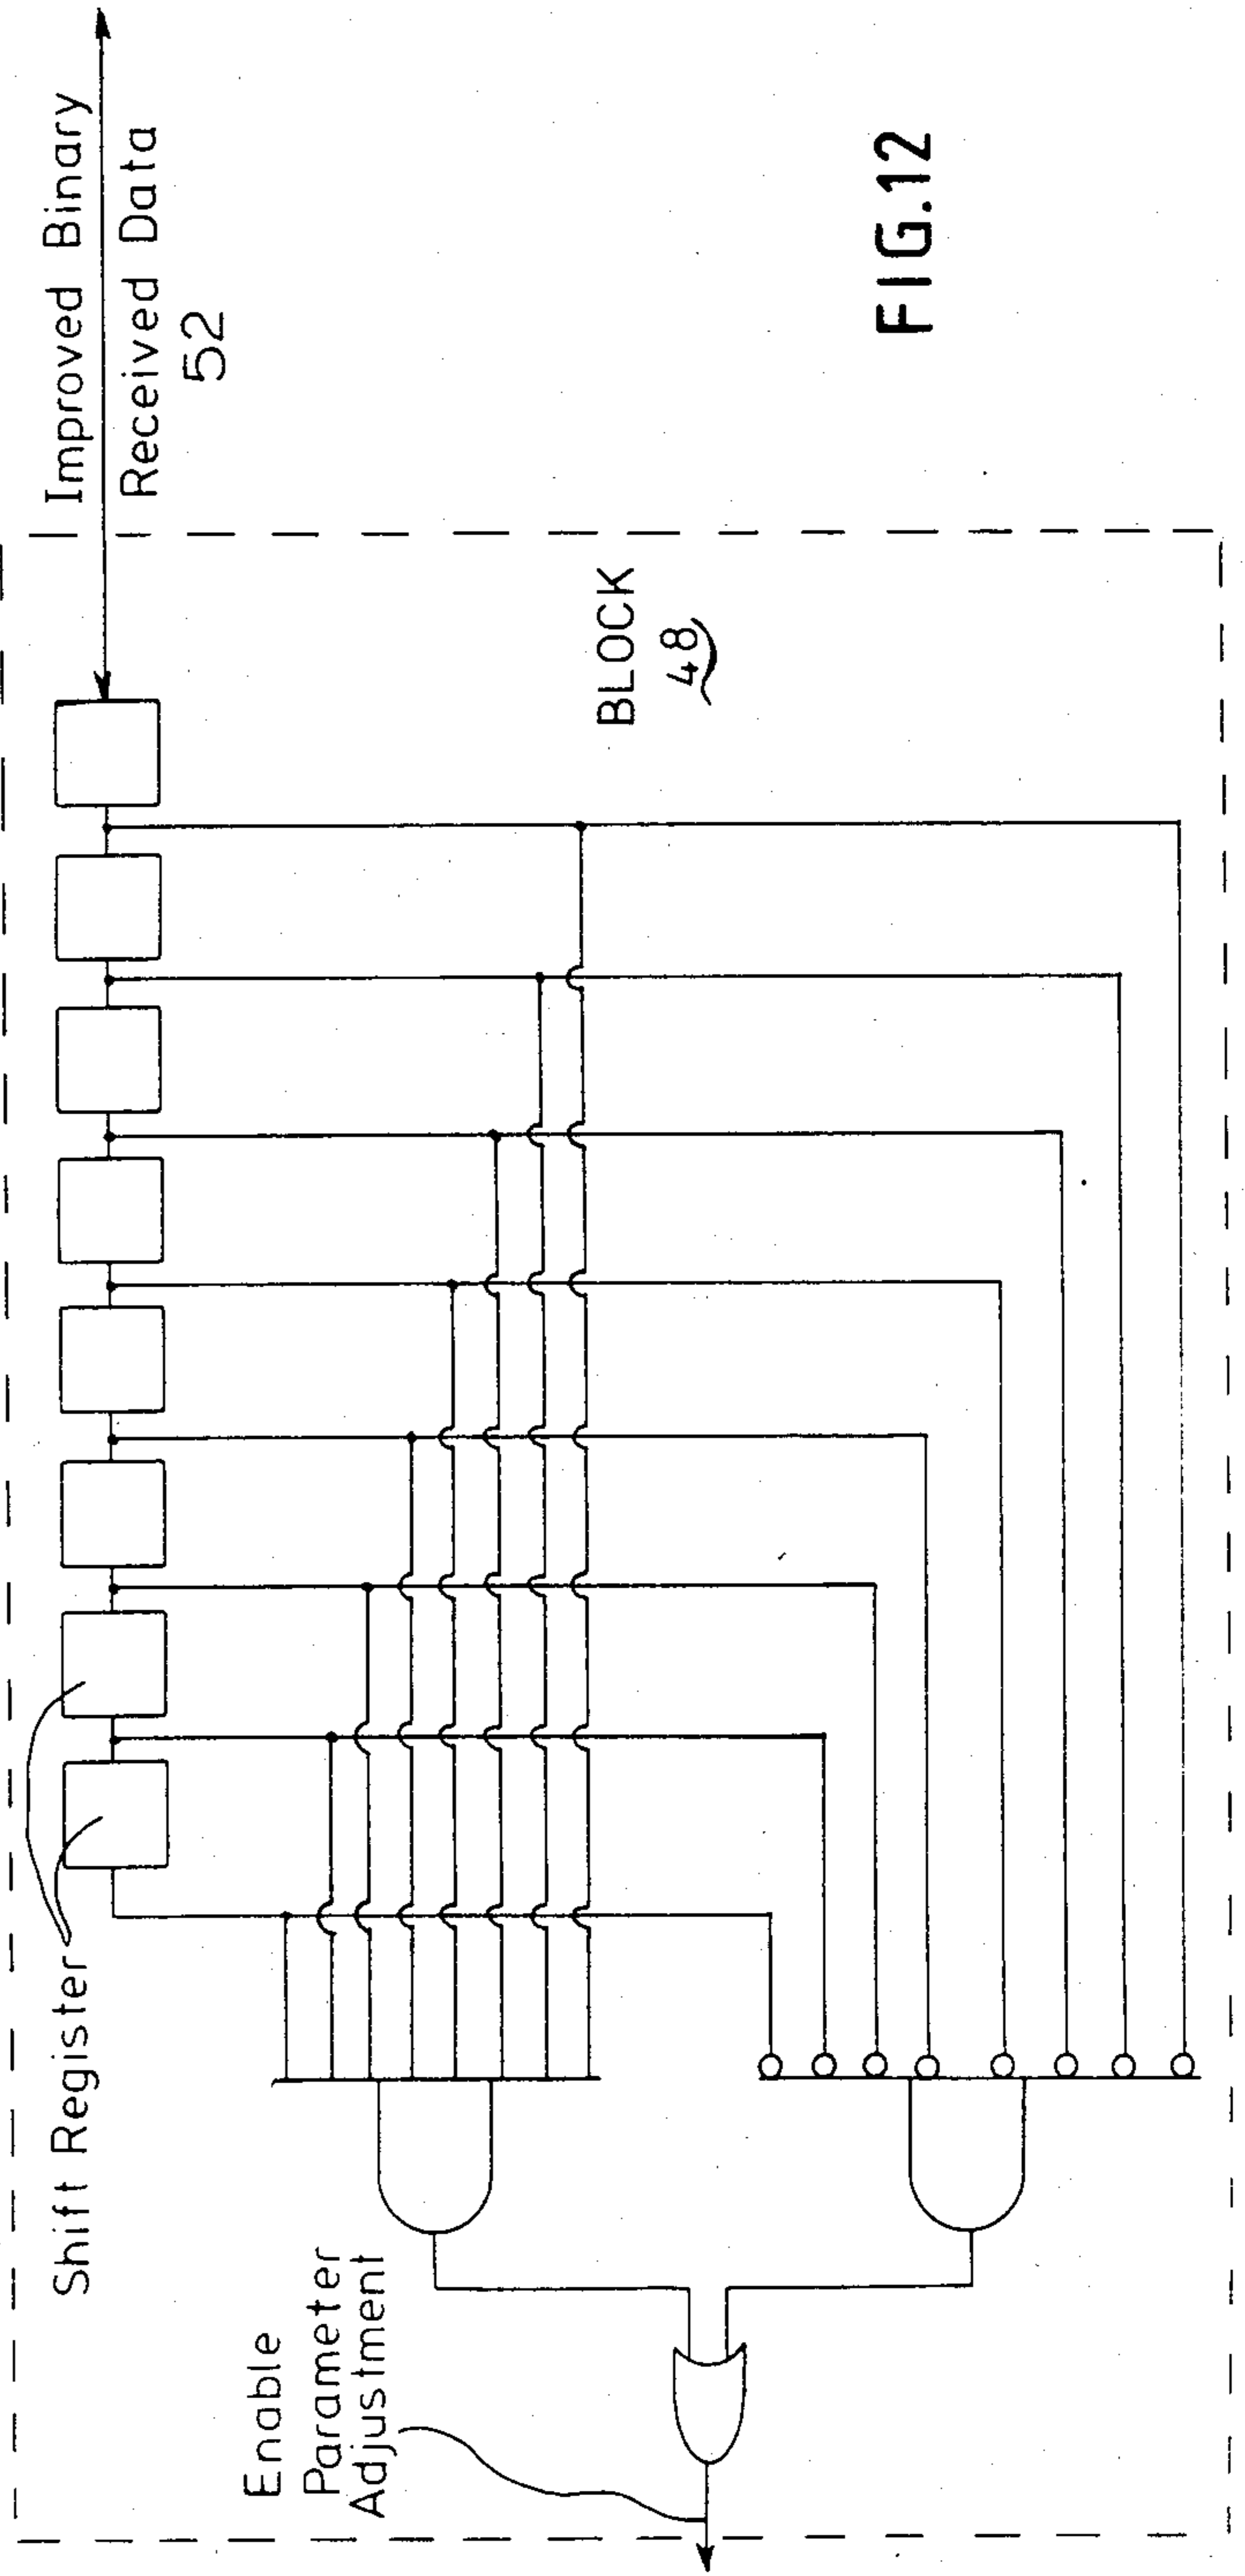 Improved Binary
Received Data
52
Shift Register
BLOCK
48
Enable
Parameter
Adjustment
FIG.12